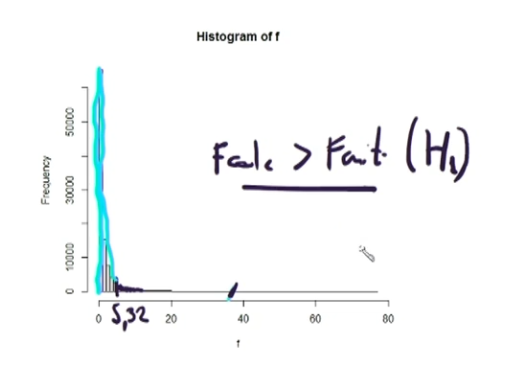 Histogram of f
Fcalc > Fcrit. (H₁)
Frequency
50000
30000
10000
0
0 20 40 60 80
5,32
f